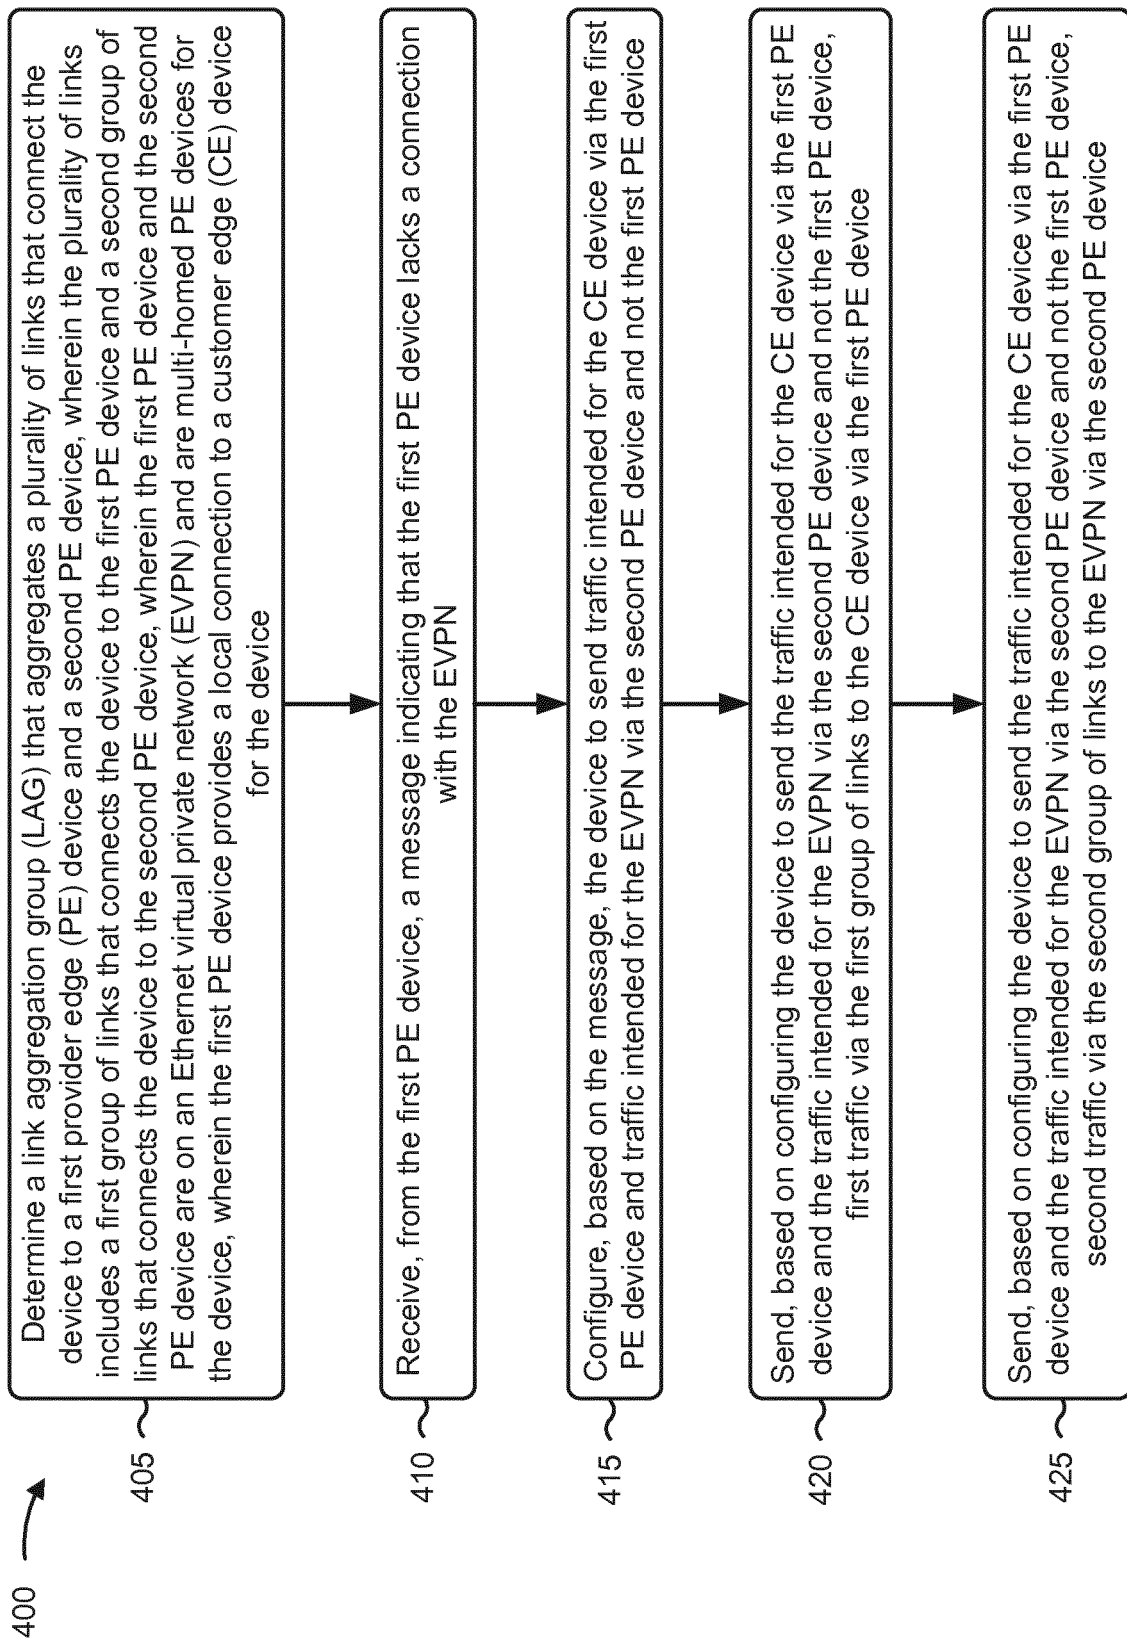 400
405
Determine a link aggregation group (LAG) that aggregates a plurality of links that connect the
device to a first provider edge (PE) device and a second PE device, wherein the plurality of links
includes a first group of links that connects the device to the first PE device and a second group of
links that connects the device to the second PE device, wherein the first PE device and the second
PE device are on an Ethernet virtual private network (EVPN) and are multi-homed PE devices for
the device, wherein the first PE device provides a local connection to a customer edge (CE) device
for the device
410
Receive, from the first PE device, a message indicating that the first PE device lacks a connection
with the EVPN
415
Configure, based on the message, the device to send traffic intended for the CE device via the first
PE device and traffic intended for the EVPN via the second PE device and not the first PE device
420
Send, based on configuring the device to send the traffic intended for the CE device via the first PE
device and the traffic intended for the EVPN via the second PE device and not the first PE device,
first traffic via the first group of links to the CE device via the first PE device
425
Send, based on configuring the device to send the traffic intended for the CE device via the first PE
device and the traffic intended for the EVPN via the second PE device and not the first PE device,
second traffic via the second group of links to the EVPN via the second PE device